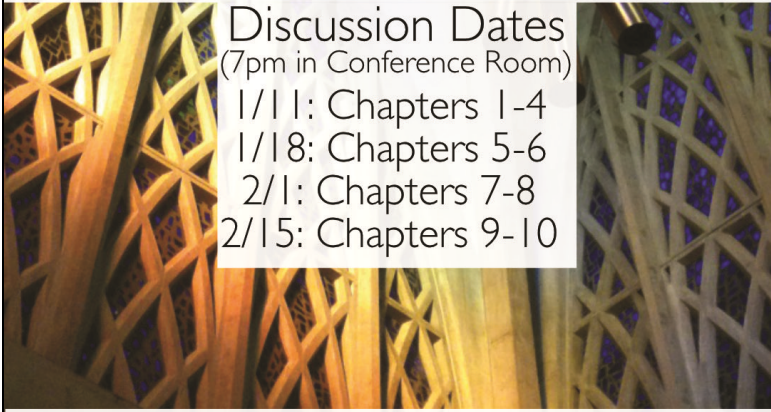 Discussion Dates
(7pm in Conference Room)
1/11: Chapters 1-4
1/18: Chapters 5-6
2/1: Chapters 7-8
2/15: Chapters 9-10